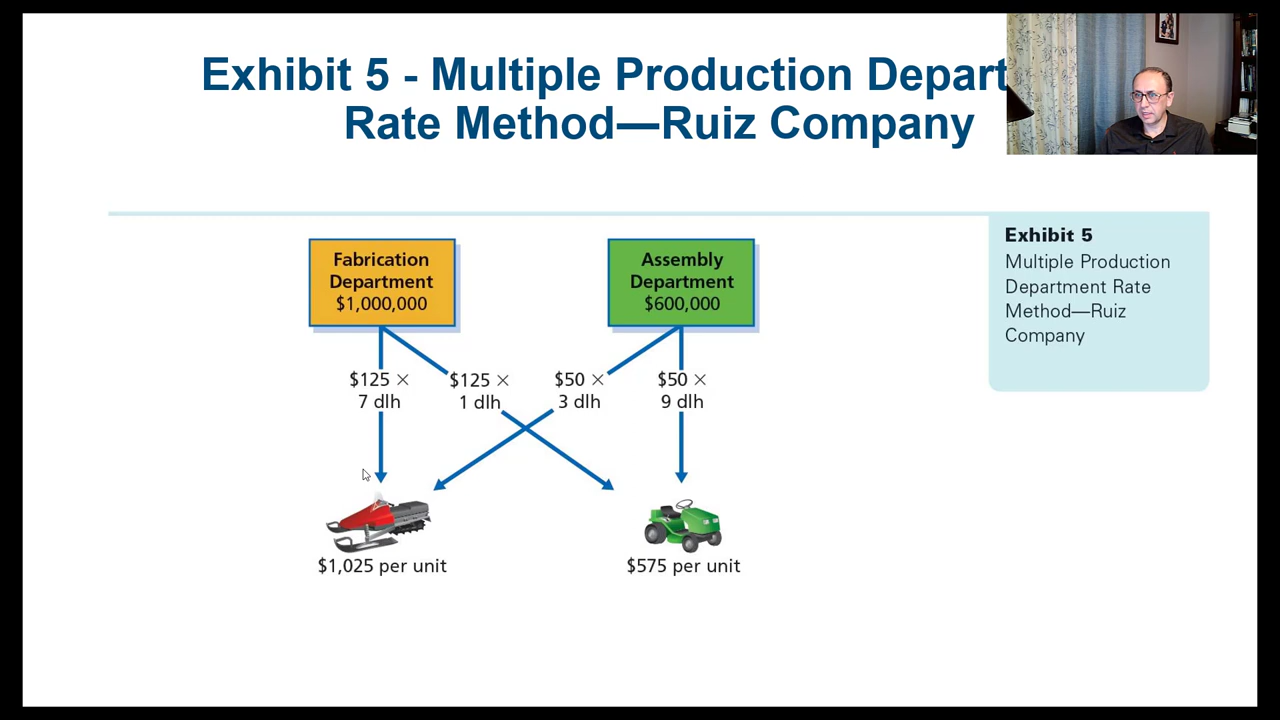 Exhibit 5 - Multiple Production Depart
Rate Method—Ruiz Company
Exhibit 5
Multiple Production
Department Rate
Method—Ruiz
Company
Fabrication
Department
$1,000,000
Assembly
Department
$600,000
$125 ×
7 dlh
$125 ×
1 dlh
$50 ×
3 dlh
$50 ×
9 dlh
$1,025 per unit
$575 per unit